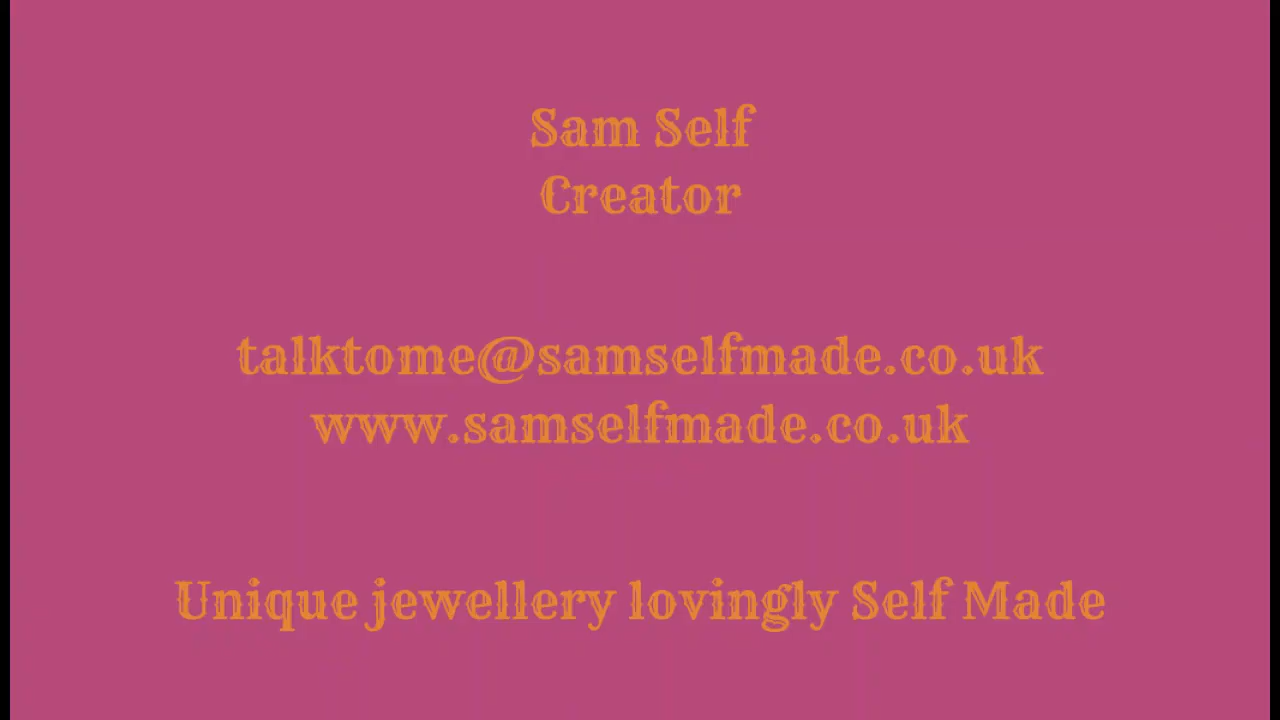 Sam Self
Creator
talktome@samselfmade.co.uk
www.samselfmade.co.uk
Unique jewellery lovingly Self Made